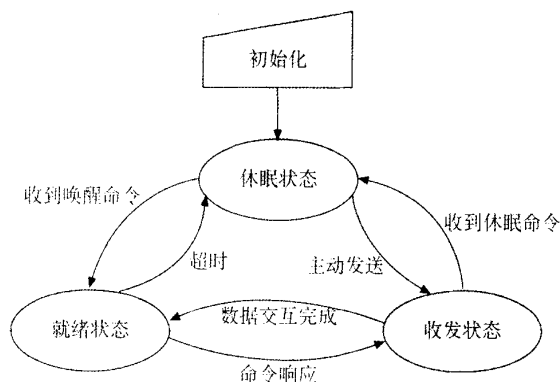 初始化
休眠状态
收到唤醒命令
收到休眠命令
超时
主动发送
就绪状态
数据交互完成
收发状态
命令响应